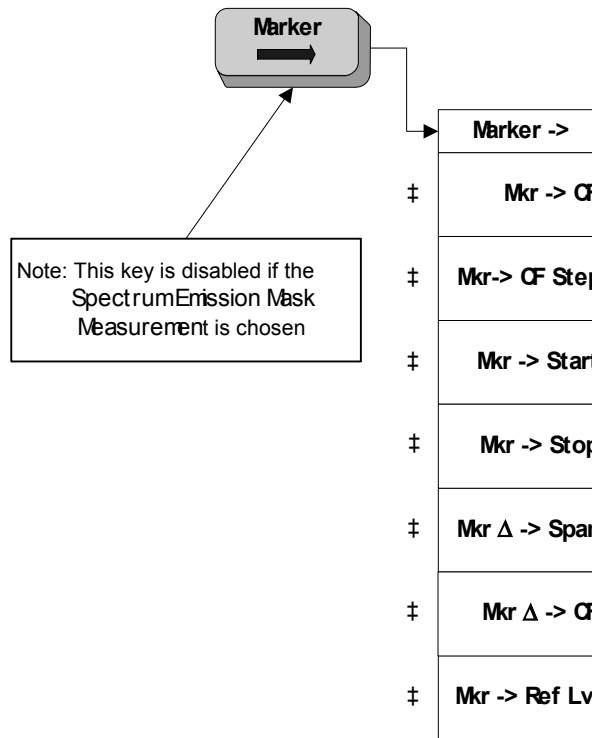 Marker
Marker ->
‡ Mkr -> CF
Note: This key is disabled if the
Spectrum Emission Mask
Measurement is chosen
‡ Mkr-> CF Step
‡ Mkr -> Start
‡ Mkr -> Stop
‡ Mkr Δ -> Span
‡ Mkr Δ -> CF
‡ Mkr -> Ref Lv